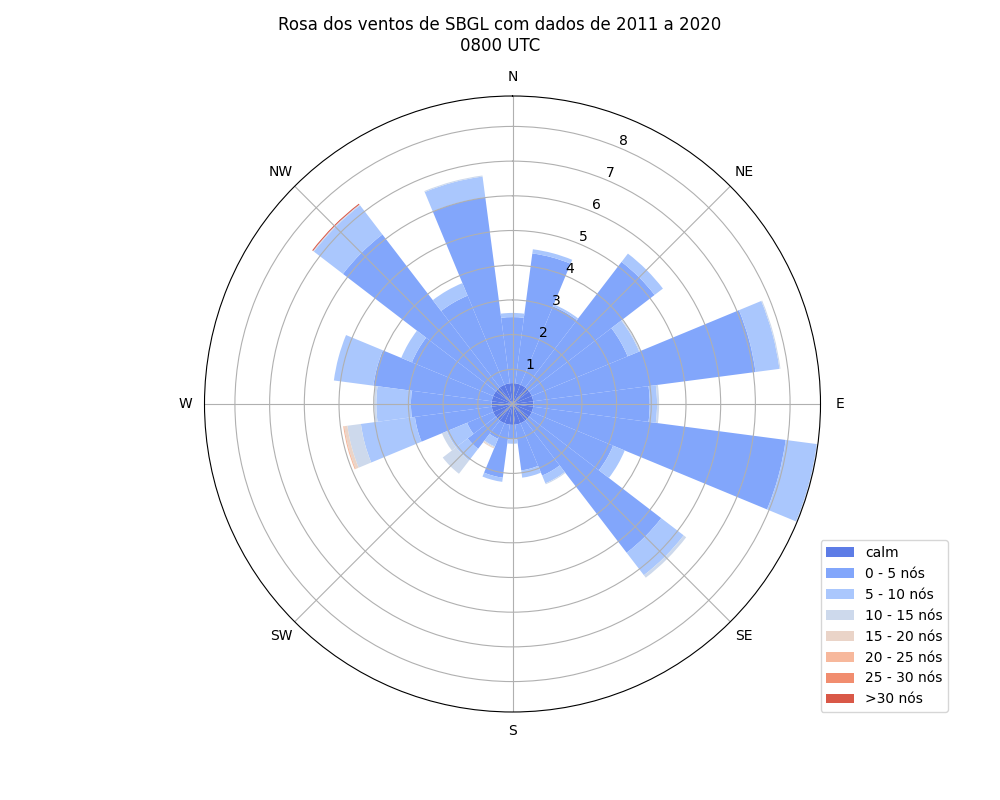 Rosa dos ventos de SBGL com dados de 2011 a 2020
0800 UTC
N
NW
NE
8
7
6
5
4
3
2
1
W
E
SW
SE
S
calm
0 - 5 nós
5 - 10 nós
10 - 15 nós
15 - 20 nós
20 - 25 nós
25 - 30 nós
>30 nós